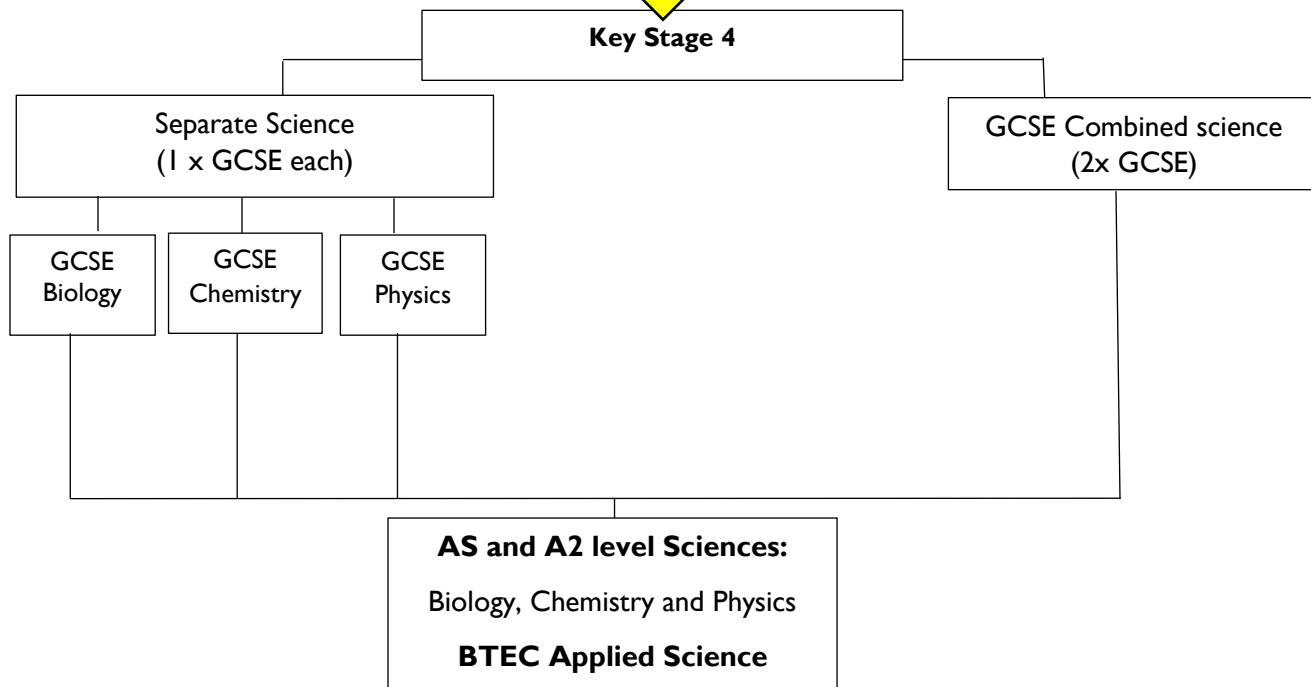 Key Stage 4
Separate Science
(1 x GCSE each)
GCSE Combined science
(2x GCSE)
GCSE
Biology
GCSE
Chemistry
GCSE
Physics
AS and A2 level Sciences:
Biology, Chemistry and Physics
BTEC Applied Science